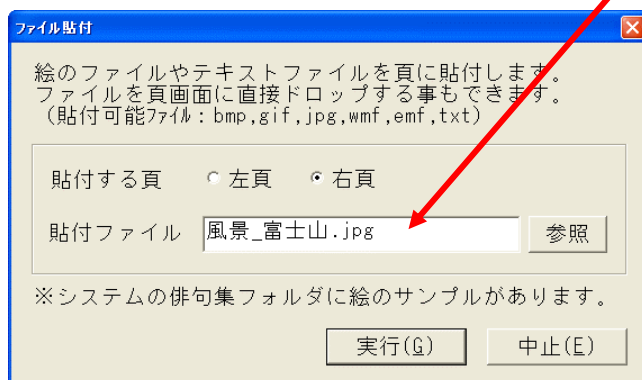 ファイル貼付
絵のファイルやテキストファイルを頁に貼付します。
ファイルを頁画面に直接ドロップする事もできます。
（貼付可能ﾌｧｲﾙ：bmp,gif,jpg,wmf,emf,txt）
貼付する頁 左頁 右頁
貼付ファイル 風景_富士山.jpg 参照
※システムの俳句集フォルダに絵のサンプルがあります。
実行(G) 中止(E)